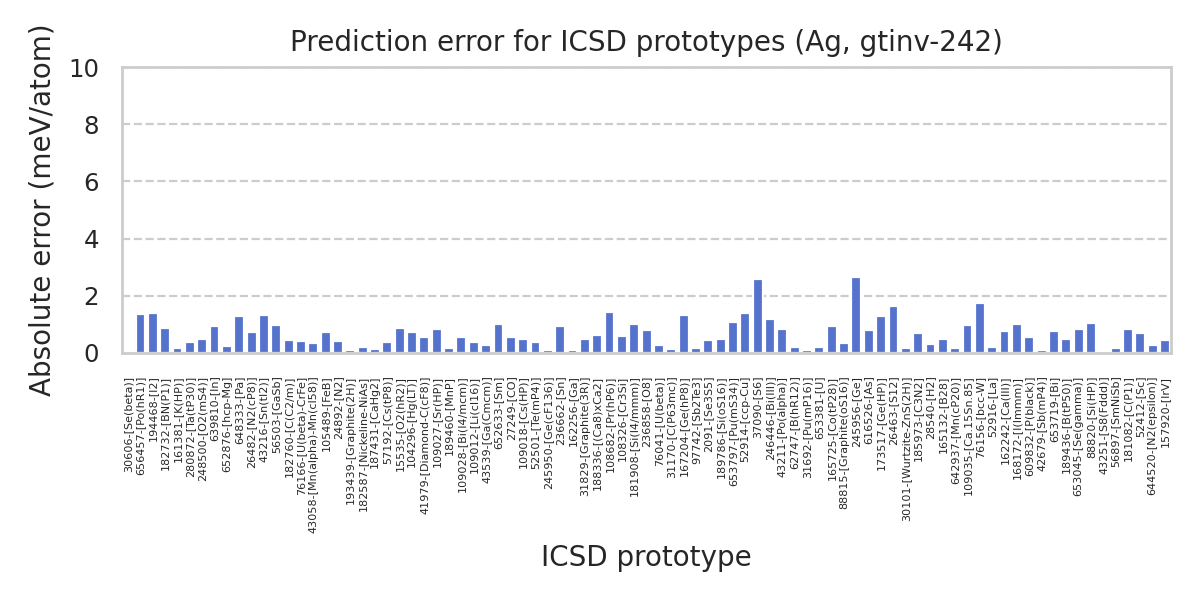 Prediction error for ICSD prototypes (Ag, gtinv-242)
Absolute error (meV/atom)
10
8
6
4
2
0
30606-[Se(beta)]
656457-[Po(hR1)]
194468-[I2]
182732-[BN(P1)]
161381-[K(HP)]
280872-[Ta(tP30)]
248500-[O2(mS4)]
639810-[In]
652876-[hcp-Mg]
648333-[Pa]
26482-[N2(cP8)]
43216-[Sn(tI2)]
56503-[GaSb]
182760-[C(C2/m)]
76166-[U(beta)-CrFe]
43058-[Mn(alpha)-Mn(cI58)]
105489-[FeB]
24892-[N2]
193439-[Graphite(2H)]
182587-[Nickeline-NiAs]
187431-[CaHg2]
57192-[Cs(tP8)]
15535-[O2(hR2)]
104296-[Hg(LT)]
41979-[Diamond-C(cF8)]
109027-[Sr(HP)]
189460-[MnP]
109028-[Bi(I4/mcm)]
109012-[Li(cI16)]
43539-[Ga(Cmcm)]
652633-[Sm]
27249-[CO]
109018-[Cs(HP)]
52501-[Te(mP4)]
245950-[Ge(cF136)]
236662-[Sn]
162256-[Ga]
31829-[Graphite(3R)]
188336-[(Ca8)xCa2]
108682-[Pr(hP6)]
108326-[Cr3Si]
181908-[Si(I4/mmm)]
236858-[O8]
76041-[U(beta)]
31170-[C(P63mc)]
167204-[Ge(hP8)]
97742-[Sb2Te3]
2091-[Se3S5]
189786-[Si(oS16)]
653797-[Pu(mS34)]
52914-[ccp-Cu]
37090-[S6]
246446-[Bi(III)]
43211-[Po(alpha)]
62747-[B(hR12)]
31692-[Pu(mP16)]
653381-[U]
165725-[Co(tP28)]
88815-[Graphite(oS16)]
245956-[Ge]
16516-[As]
173517-[Ge(HP)]
26463-[S12]
30101-[Wurtzite-ZnS(2H)]
185973-[C3N2]
28540-[H2]
165132-[B28]
642937-[Mn(cP20)]
109035-[Ca.15Sn.85]
76156-[bcc-W]
52916-[La]
162242-[Ca(III)]
168172-[I(Immm)]
609832-[P(black)]
42679-[Sb(mP4)]
653719-[Bi]
189436-[B(tP50)]
653045-[Se(gamma)]
88820-[Si(HP)]
43251-[S8(Fddd)]
56897-[SmNiSb]
181082-[C(P1)]
52412-[Sc]
644520-[N2(epsilon)]
157920-[IrV]
ICSD prototype